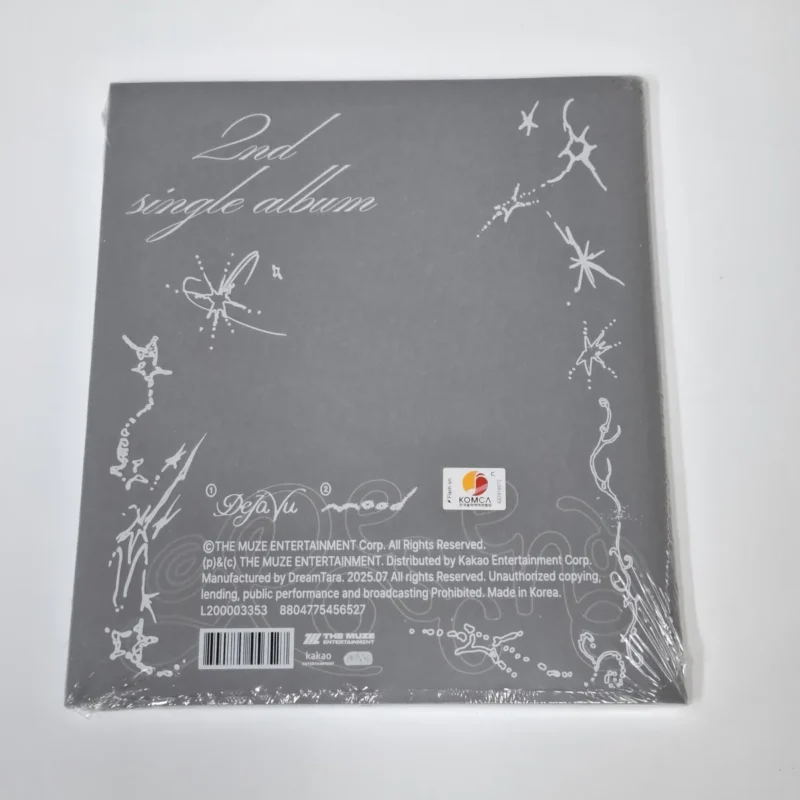 2nd
single album
① DeJa Vu ② mood
KOMCA
©THE MUZE ENTERTAINMENT Corp. All Rights Reserved.
(p)&(c) THE MUZE ENTERTAINMENT. Distributed by Kakao Entertainment Corp.
Manufactured by DreamTara. 2025.07 All rights Reserved. Unauthorized copying,
lending, public performance and broadcasting Prohibited. Made in Korea.
L200003353 8804775456527
THE MUZE
ENTERTAINMENT
kakao
ENTERTAINMENT